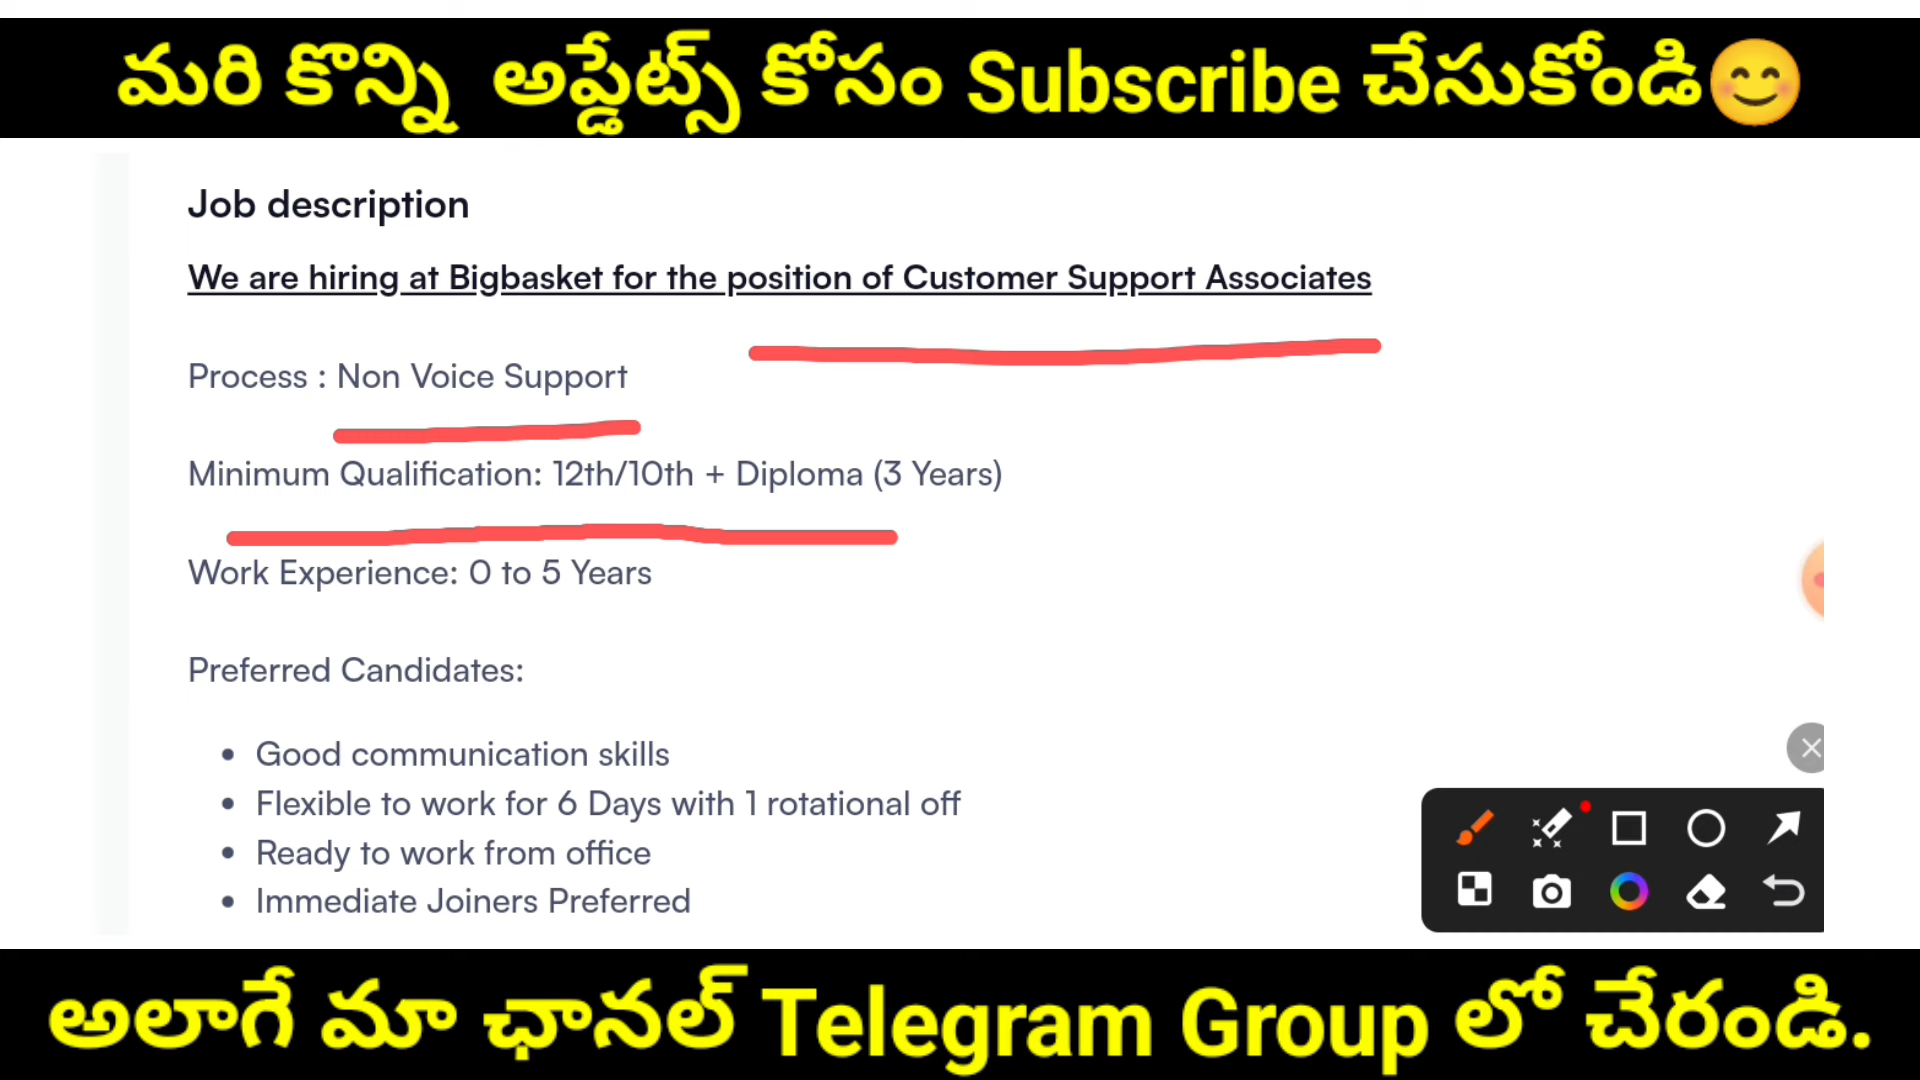 మరి కొన్ని అప్డేట్స్ కోసం Subscribe చేసుకోండి😊
Job description
We are hiring at Bigbasket for the position of Customer Support Associates
Process : Non Voice Support
Minimum Qualification: 12th/10th + Diploma (3 Years)
Work Experience: 0 to 5 Years
Preferred Candidates:
• Good communication skills
• Flexible to work for 6 Days with 1 rotational off
• Ready to work from office
• Immediate Joiners Preferred
అలాగే మా ఛానల్ Telegram Group లో చేరండి.